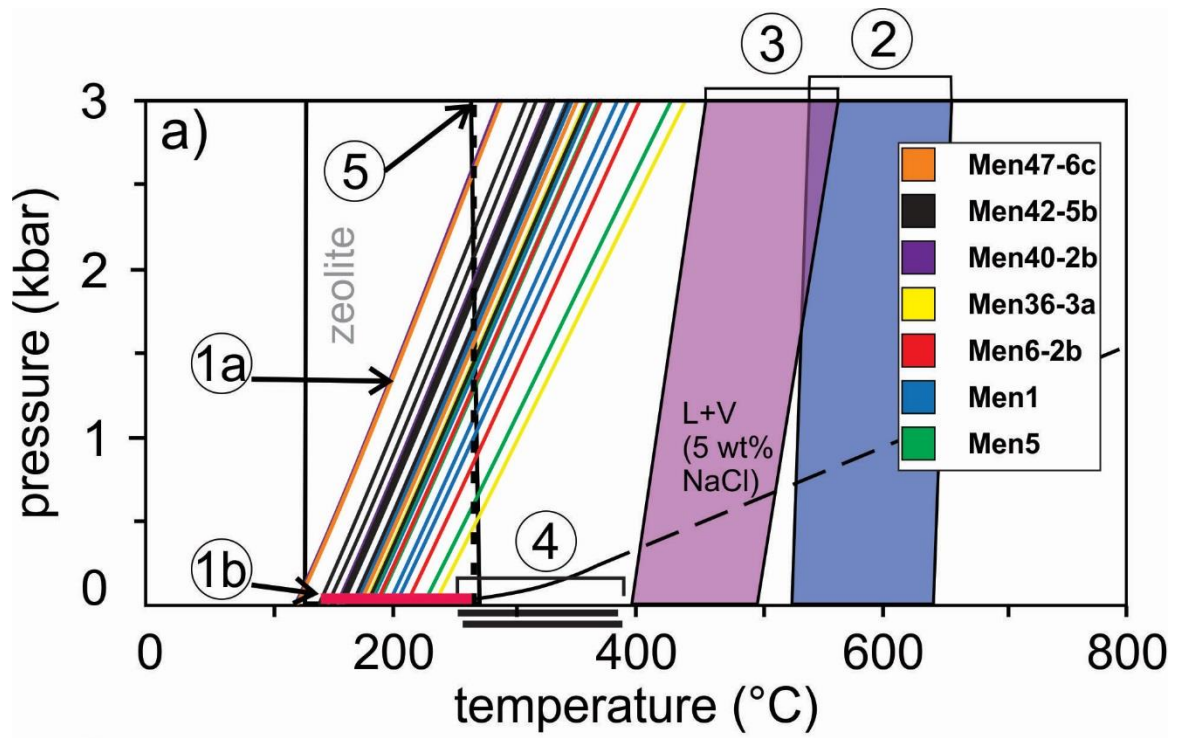 3
2
3
a)
5
Men47-6c
Men42-5b
Men40-2b
Men36-3a
Men6-2b
Men1
Men5
zeolite
2
pressure (kbar)
1a
1
L+V
(5 wt%
NaCl)
1b
4
0
0
200
400
600
800
temperature (°C)